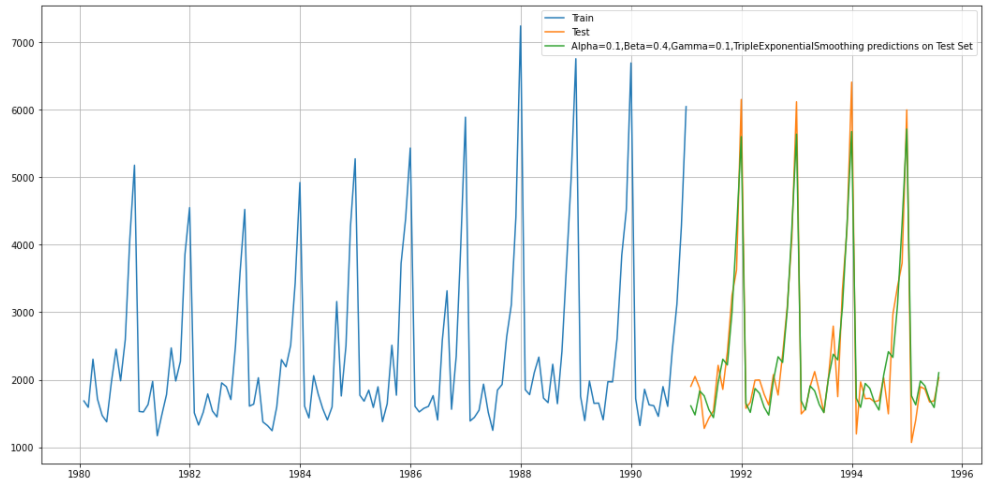 Train
Test
Alpha=0.1,Beta=0.4,Gamma=0.1,TripleExponentialSmoothing predictions on Test Set
7000
6000
5000
4000
3000
2000
1000
1980 1982 1984 1986 1988 1990 1992 1994 1996